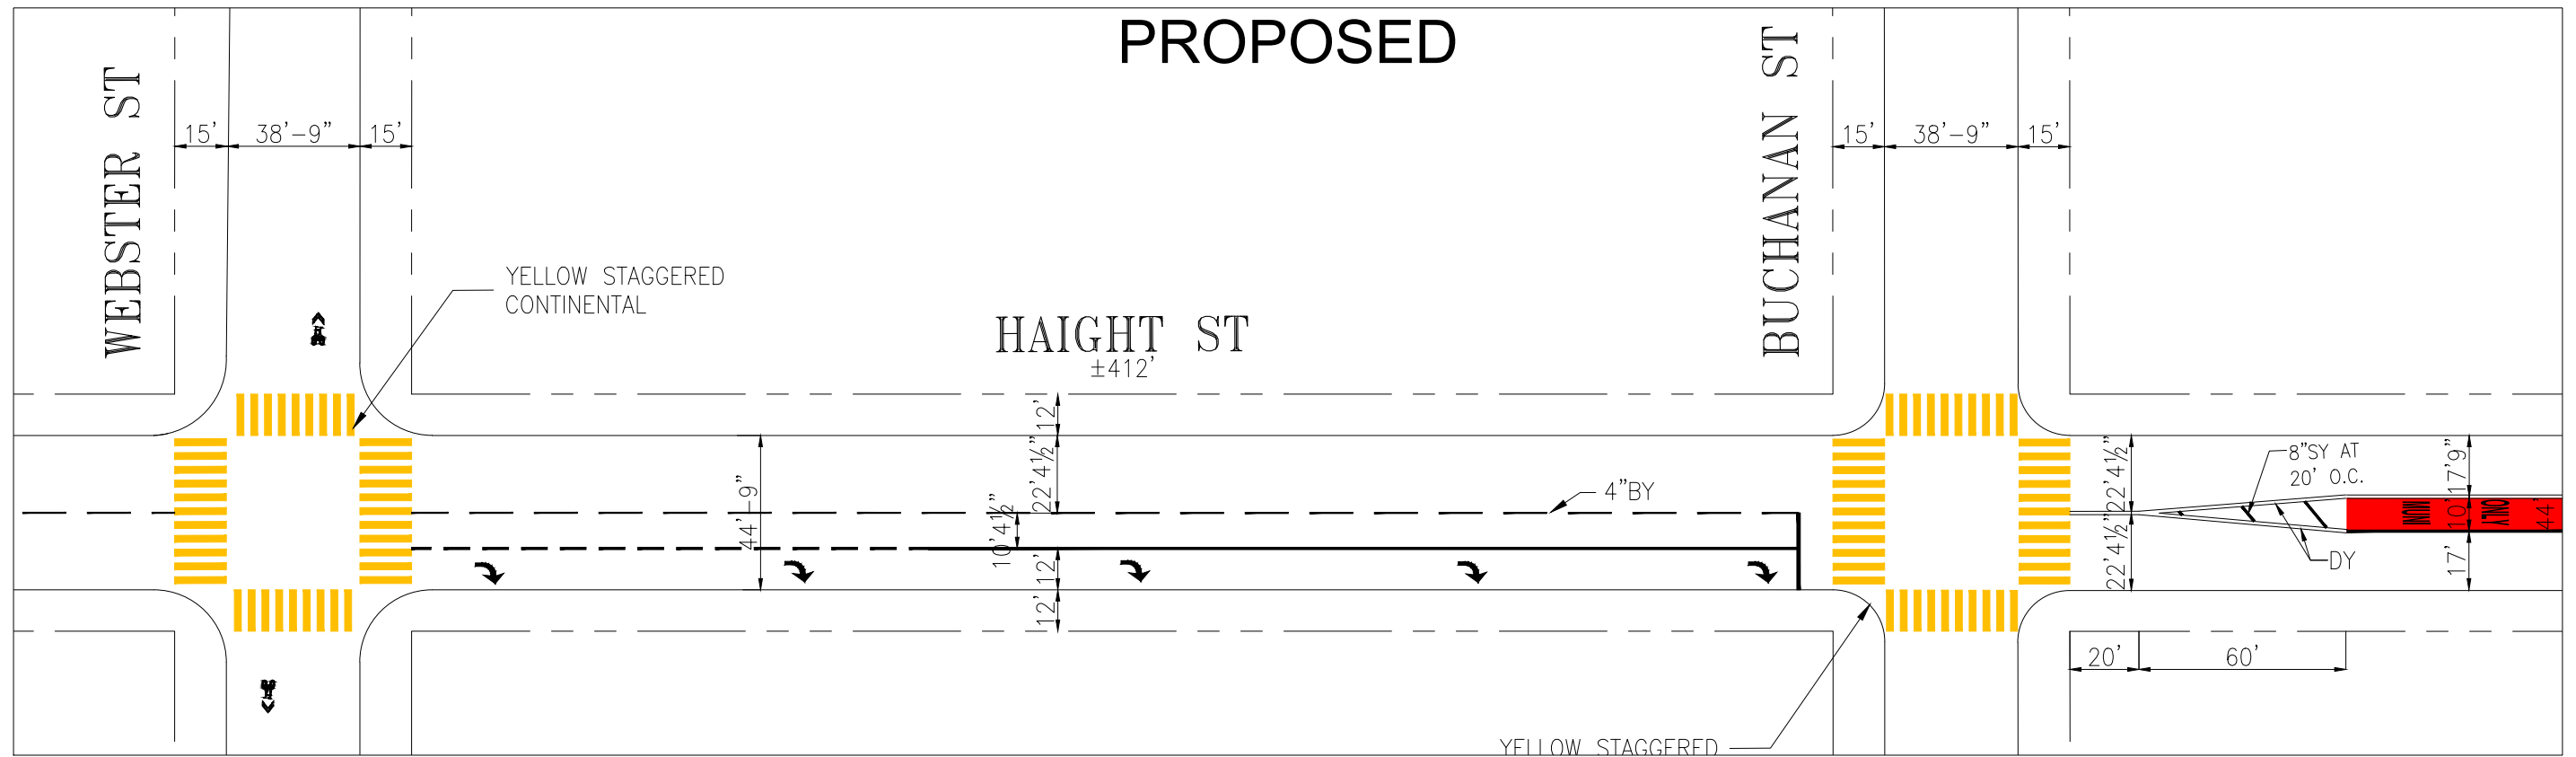 PROPOSED
WEBSTER ST
15'
38'-9"
15'
BUCHANAN ST
15'
38'-9"
15'
YELLOW STAGGERED
CONTINENTAL
HAIGHT ST
±412'
12'
22'4½"
44'-9"
10'4½"
12'
12'
4"BY
22'4½"
22'4½"
8"SY AT
20' O.C.
17'9"
10'
44'
17'
MUNI
ONLY
DY
20'
60'
YELLOW STAGGERED